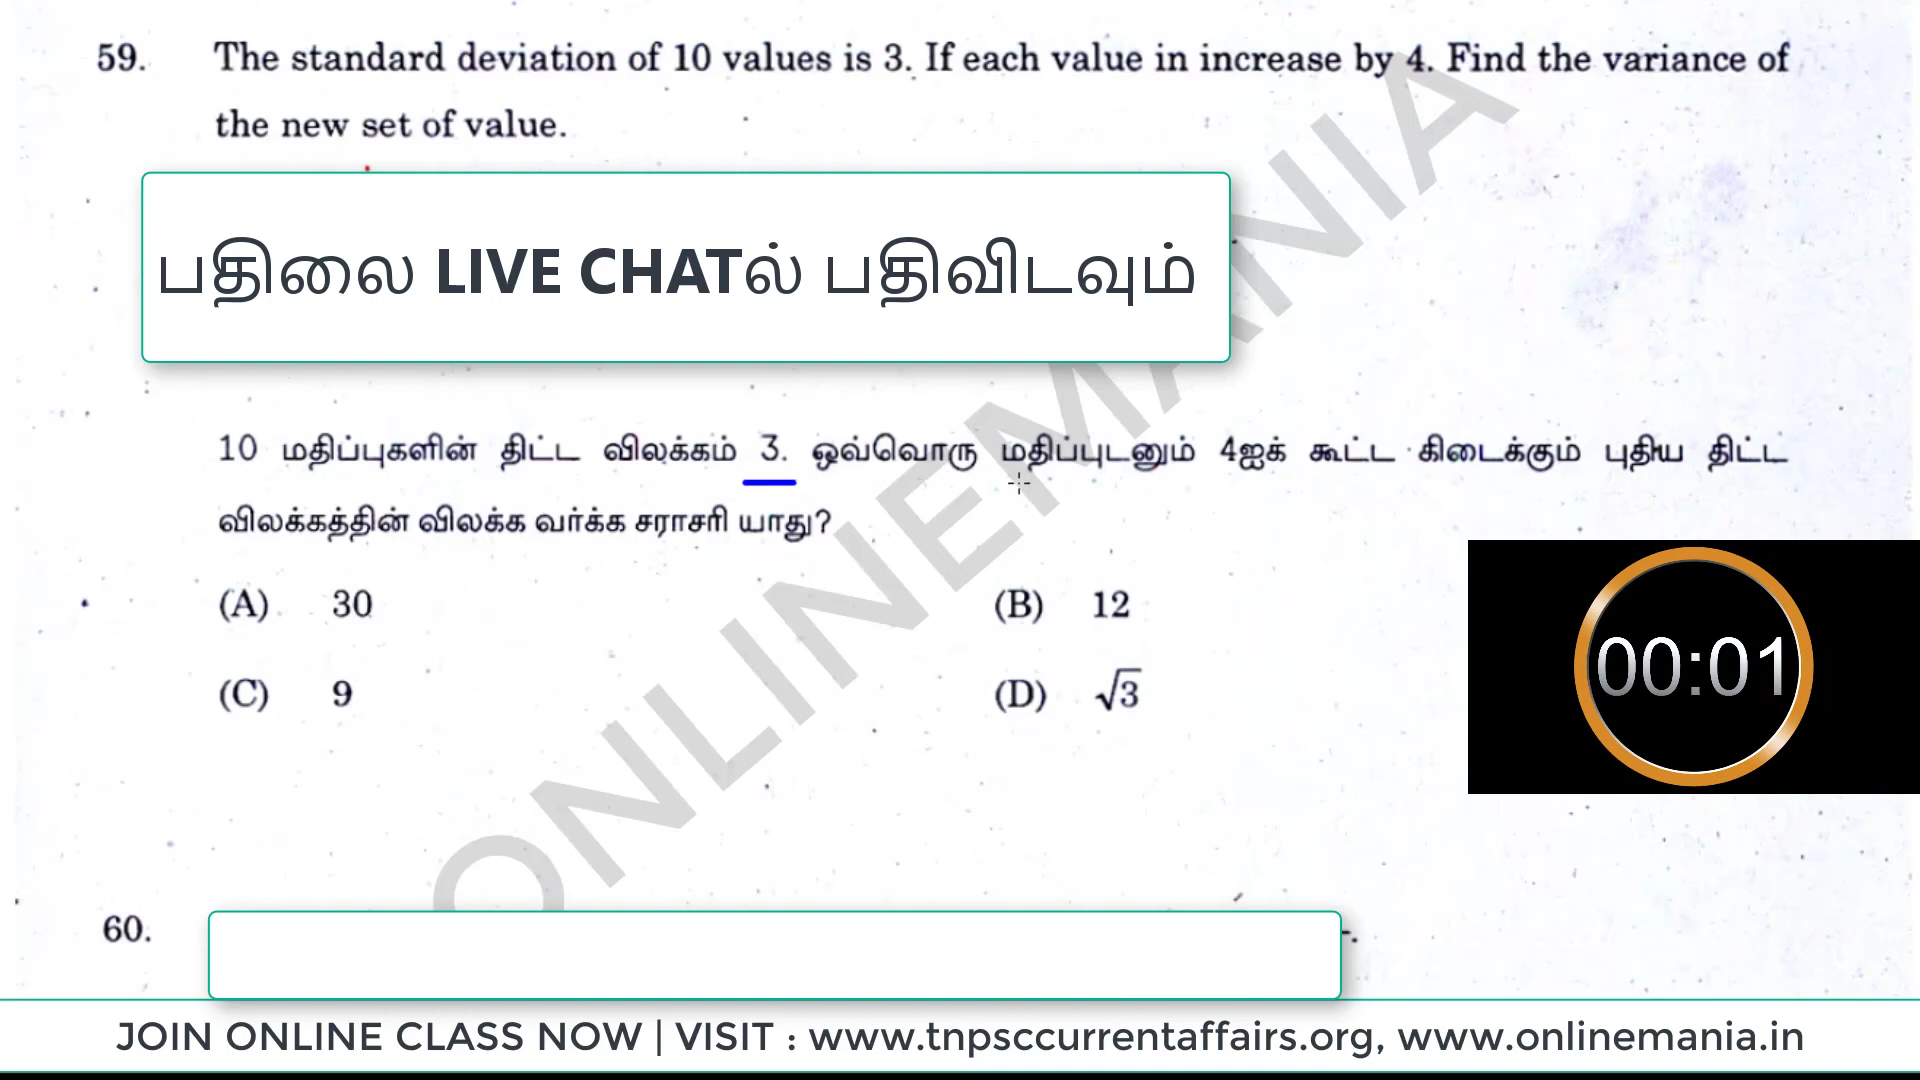 59. The standard deviation of 10 values is 3. If each value in increase by 4. Find the variance of
the new set of value.
பதிலை LIVE CHATல் பதிவிடவும்
10 மதிப்புகளின் திட்ட விலக்கம் 3. ஒவ்வொரு மதிப்புடனும் 4ஐக் கூட்ட கிடைக்கும் புதிய திட்ட
விலக்கத்தின் விலக்க வர்க்க சராசரி யாது?
(A) 30 (B) 12
(C) 9 (D) √3
00:01
ONLINEMANIA
60.
JOIN ONLINE CLASS NOW | VISIT : www.tnpsccurrentaffairs.org, www.onlinemania.in